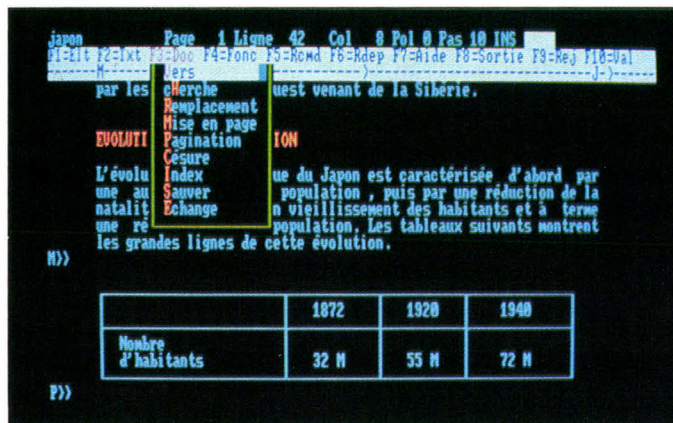 japon Page 1 Ligne 42 Col 8 Pol 0 Pas 10 INS
F1=Elt F2=Txt F3=Doc F4=Fonc F5=Rcmd F6=Rdep F7=Aide F8=Sortie F9=Rej F10=Val
M Vers J
par les cHerche uest venant de la Sibérie.
Remplacement
Mise en page
EVOLUTI Pagination ION
Césure
L'évolu Index ue du Japon est caractérisée d'abord par
une au Sauver population , puis par une réduction de la
natalit Echange n vieillissement des habitants et à terme
une ré population. Les tableaux suivants montrent
les grandes lignes de cette évolution.
M>>
1872 1920 1940
Nombre
d'habitants 32 M 55 M 72 M
P>>